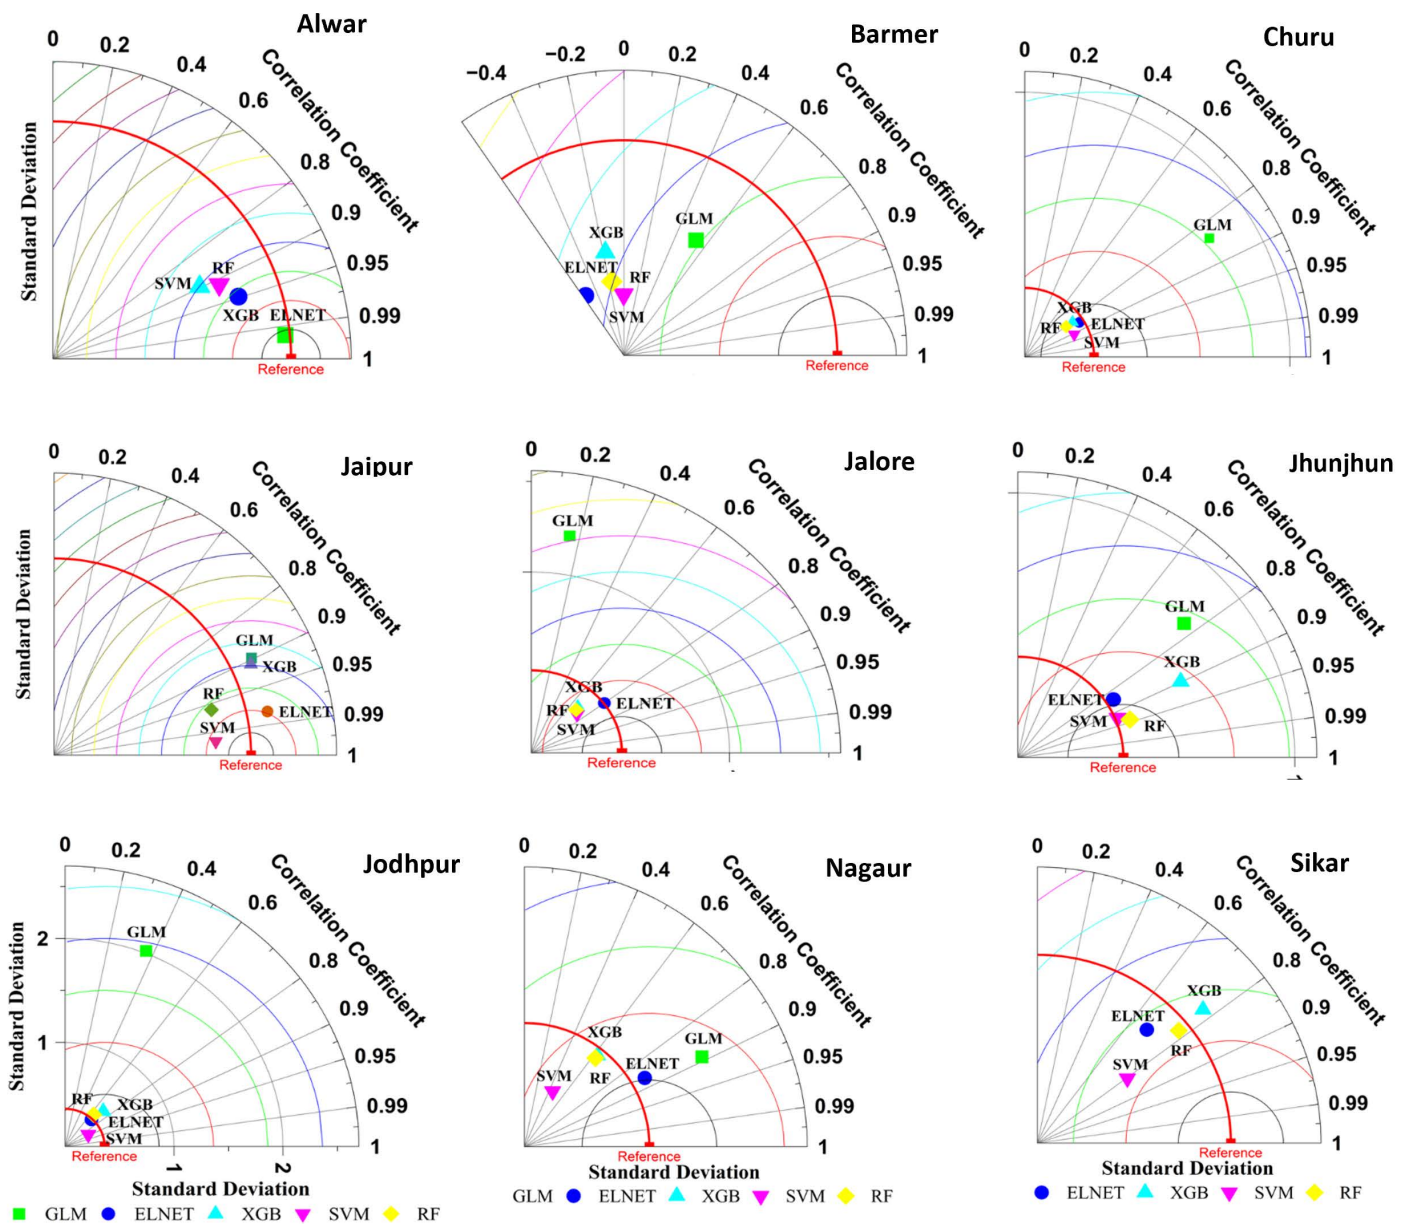 Alwar
0
0.2
0.4
0.6
0.8
0.9
0.95
0.99
1
Correlation Coefficient
Standard Deviation
SVM
RF
XGB
ELNET
Reference
Barmer
−0.4
−0.2
0
0.2
0.4
0.6
0.8
0.9
0.95
0.99
1
Correlation Coefficient
GLM
XGB
ELNET
RF
SVM
Reference
Churu
0
0.2
0.4
0.6
0.8
0.9
0.95
0.99
1
Correlation Coefficient
GLM
XGB
RF
ELNET
SVM
Reference
Jaipur
0
0.2
0.4
0.6
0.8
0.9
0.95
0.99
1
Correlation Coefficient
Standard Deviation
GLM
XGB
RF
ELNET
SVM
Reference
Jalore
0
0.2
0.4
0.6
0.8
0.9
0.95
0.99
1
Correlation Coefficient
GLM
XGB
RF
ELNET
SVM
Reference
Jhunjhun
0
0.2
0.4
0.6
0.8
0.9
0.95
0.99
1
Correlation Coefficient
GLM
XGB
ELNET
SVM
RF
Reference
Jodhpur
0
0.2
0.4
0.6
0.8
0.9
0.95
0.99
1
Correlation Coefficient
Standard Deviation
2
1
GLM
RF
XGB
ELNET
SVM
Reference
1
2
Standard Deviation
GLM ELNET XGB SVM RF
Nagaur
0
0.2
0.4
0.6
0.8
0.9
0.95
0.99
1
Correlation Coefficient
XGB
GLM
ELNET
SVM
RF
Reference
Standard Deviation
GLM ELNET XGB SVM RF
Sikar
0
0.2
0.4
0.6
0.8
0.9
0.95
0.99
1
Correlation Coefficient
XGB
ELNET
RF
SVM
Reference
Standard Deviation
ELNET XGB SVM RF